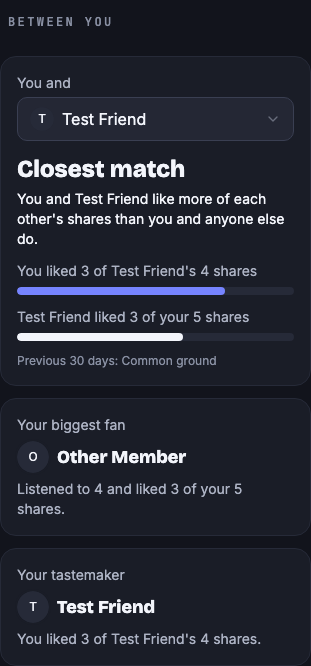 BETWEEN YOU
You and
T Test Friend
Closest match
You and Test Friend like more of each
other's shares than you and anyone else
do.
You liked 3 of Test Friend's 4 shares
Test Friend liked 3 of your 5 shares
Previous 30 days: Common ground
Your biggest fan
O Other Member
Listened to 4 and liked 3 of your 5
shares.
Your tastemaker
T Test Friend
You liked 3 of Test Friend's 4 shares.